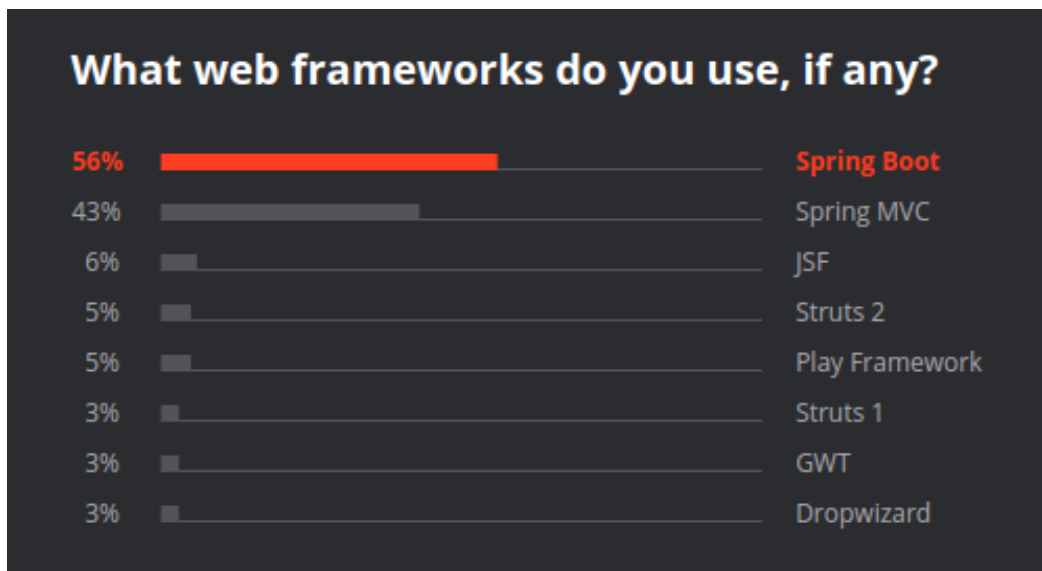 What web frameworks do you use, if any?
56% Spring Boot
43% Spring MVC
6% JSF
5% Struts 2
5% Play Framework
3% Struts 1
3% GWT
3% Dropwizard